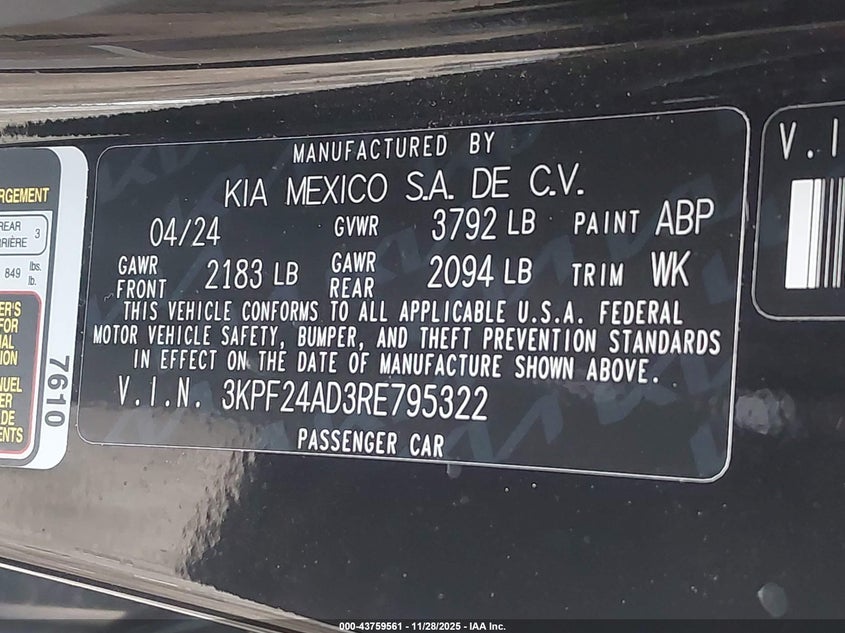 MANUFACTURED BY
KIA MEXICO S.A. DE C.V.
04/24 GVWR 3792 LB PAINT ABP
GAWR FRONT 2183 LB GAWR REAR 2094 LB TRIM WK
THIS VEHICLE CONFORMS TO ALL APPLICABLE U.S.A. FEDERAL
MOTOR VEHICLE SAFETY, BUMPER, AND THEFT PREVENTION STANDARDS
IN EFFECT ON THE DATE OF MANUFACTURE SHOWN ABOVE.
V.I.N. 3KPF24AD3RE795322
PASSENGER CAR
REAR 3
849 lbs.
lb.
7610
V.I
000-43759561 - 11/28/2025 - IAA Inc.